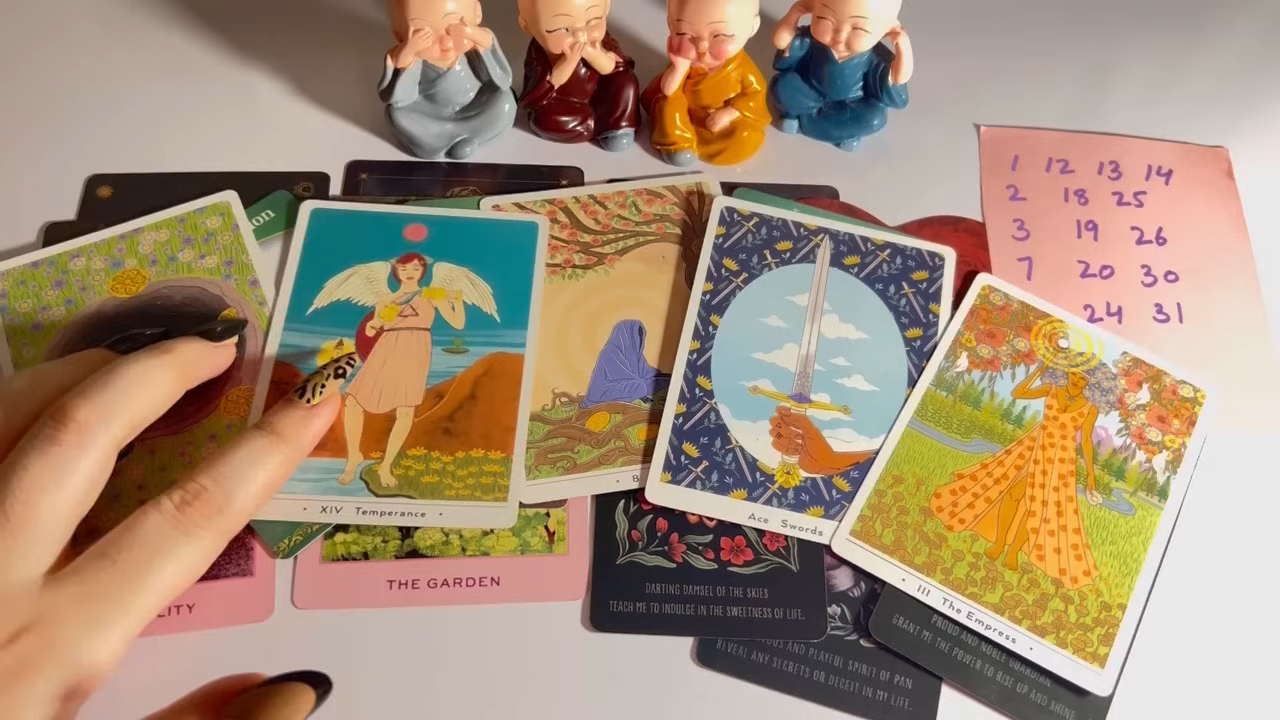 1 12 13 14
2 18 25
3 19 26
7 20 30
24 31
XIV Temperance
Ace Swords
III The Empress
THE GARDEN
DARTING DAMSEL OF THE SKIES
TEACH ME TO INDULGE IN THE SWEETNESS OF LIFE.
AND PLAYFUL SPIRIT OF PAN
REVEAL ANY SECRETS OR DECEIT IN MY LIFE.
PROUD AND NOBLE GUARDIAN
GRANT ME THE POWER TO RISE UP AND SHINE